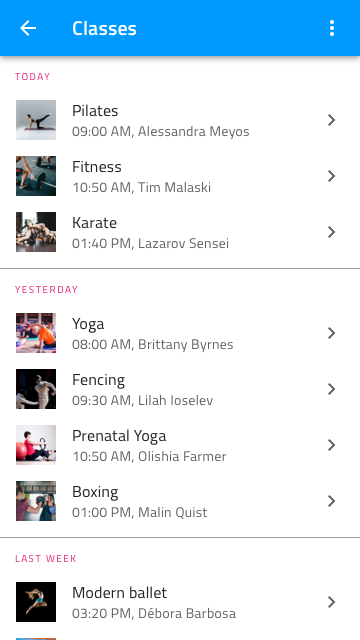 Classes
TODAY
Pilates
09:00 AM, Alessandra Meyos
Fitness
10:50 AM, Tim Malaski
Karate
01:40 PM, Lazarov Sensei
YESTERDAY
Yoga
08:00 AM, Brittany Byrnes
Fencing
09:30 AM, Lilah Ioselev
Prenatal Yoga
10:50 AM, Olishia Farmer
Boxing
01:00 PM, Malin Quist
LAST WEEK
Modern ballet
03:20 PM, Débora Barbosa